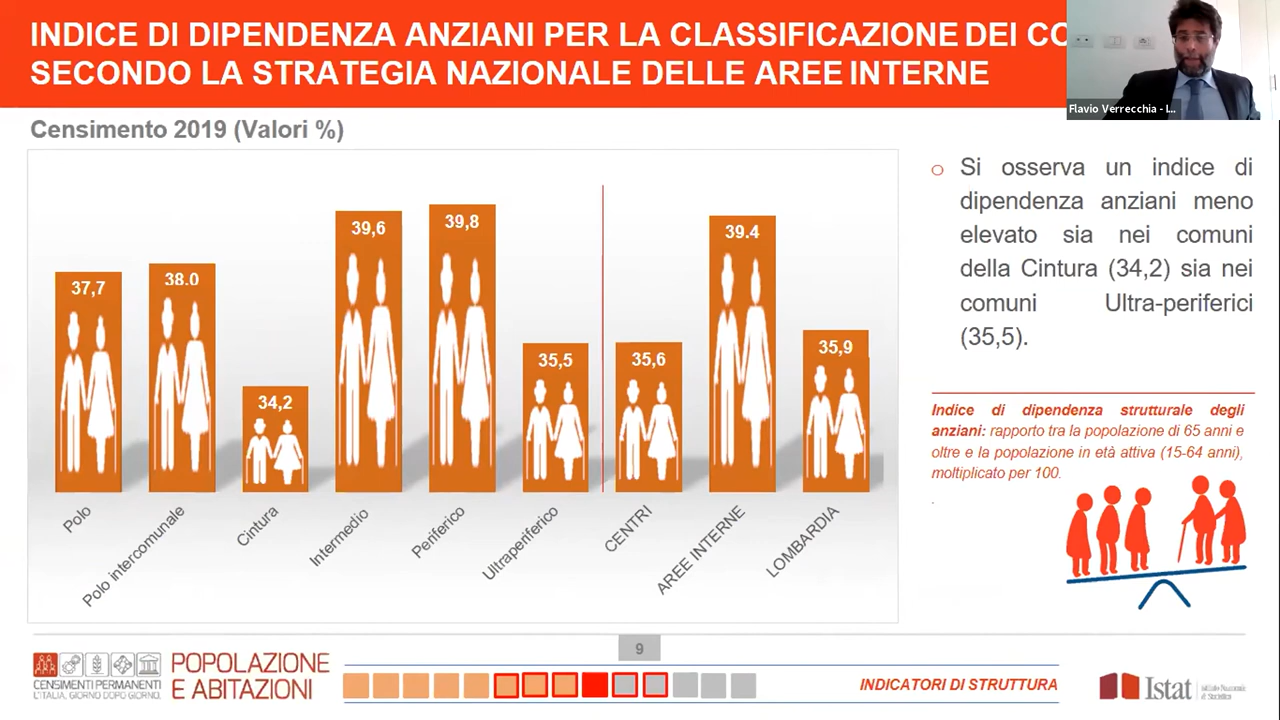 INDICE DI DIPENDENZA ANZIANI PER LA CLASSIFICAZIONE DEI CO
SECONDO LA STRATEGIA NAZIONALE DELLE AREE INTERNE
Flavio Verrecchia - I...
Censimento 2019 (Valori %)
37,7
38.0
34,2
39,6
39,8
35,5
35,6
39.4
35,9
Polo
Polo intercomunale
Cintura
Intermedio
Periferico
Ultraperiferico
CENTRI
AREE INTERNE
LOMBARDIA
Si osserva un indice di
dipendenza anziani meno
elevato sia nei comuni
della Cintura (34,2) sia nei
comuni Ultra-periferici
(35,5).
Indice di dipendenza strutturale degli
anziani: rapporto tra la popolazione di 65 anni e
oltre e la popolazione in età attiva (15-64 anni),
moltiplicato per 100.
.
9
CENSIMENTI PERMANENTI
L'ITALIA, GIORNO DOPO GIORNO.
POPOLAZIONE
E ABITAZIONI
INDICATORI DI STRUTTURA
Istat
Istituto Nazionale
di Statistica